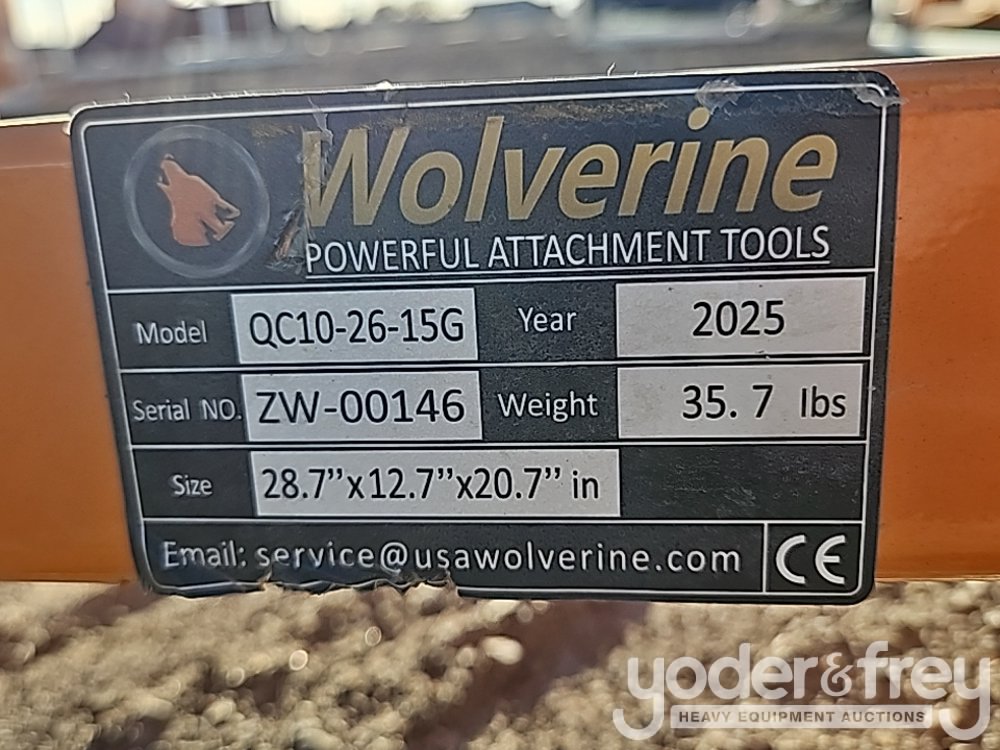 Wolverine
POWERFUL ATTACHMENT TOOLS
Model QC10-26-15G Year 2025
Serial NO. ZW-00146 Weight 35.7 lbs
Size 28.7”x12.7”x20.7” in
Email: service@usawolverine.com CE
yoder&frey
HEAVY EQUIPMENT AUCTIONS